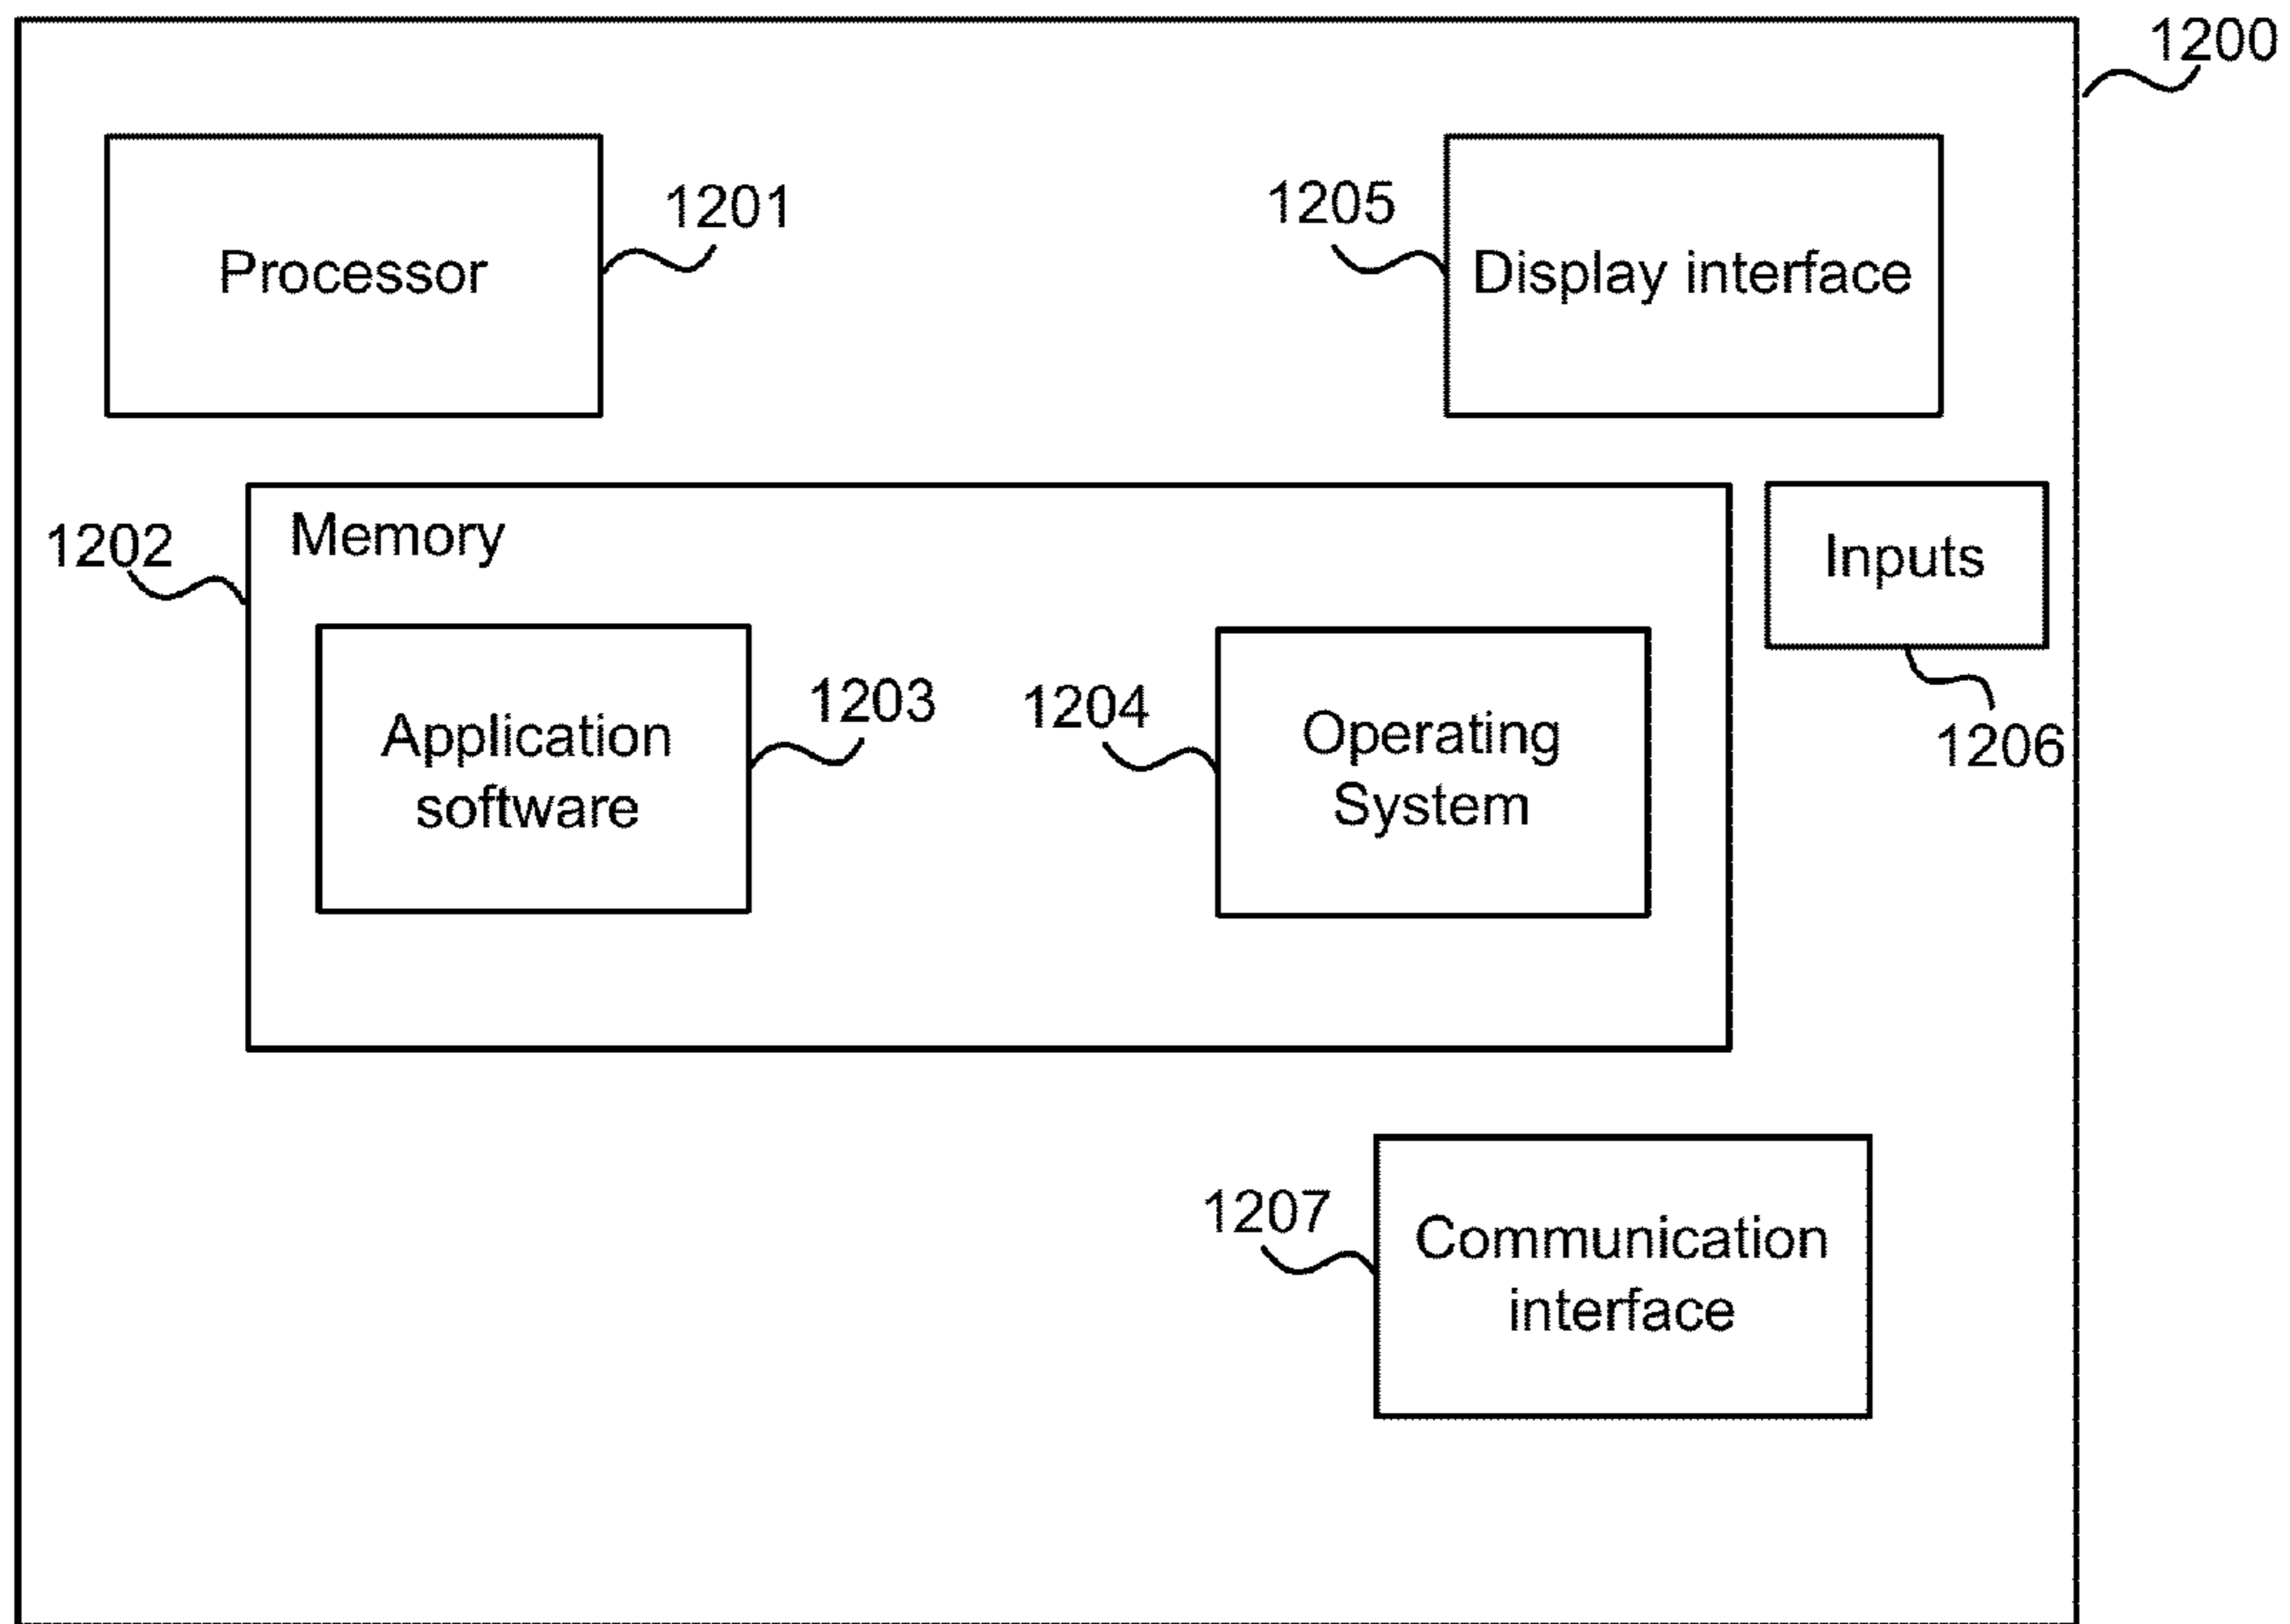 1200
Processor
1201
1205
Display interface
1202
Memory
Inputs
1206
Application
software
1203
1204
Operating
System
1207
Communication
interface